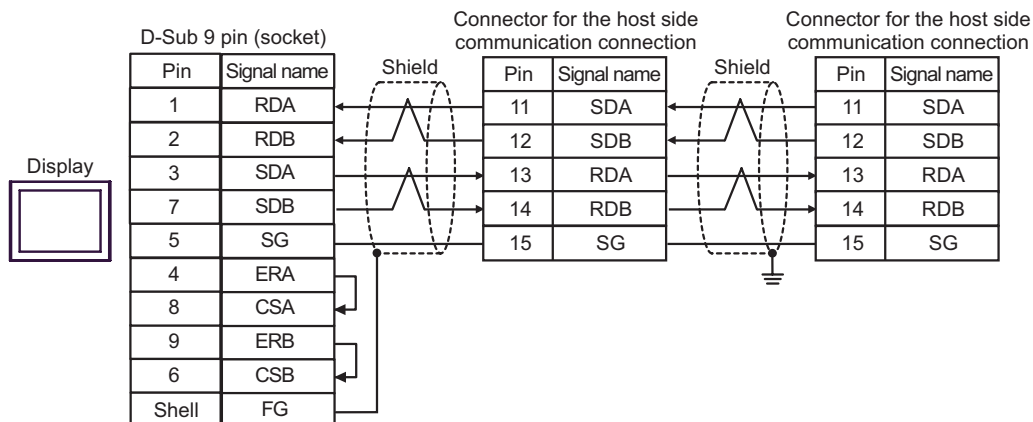 Connector for the host side
communication connection
Connector for the host side
communication connection
D-Sub 9 pin (socket)
Shield
Shield
Display
Pin Signal name
1 RDA
2 RDB
3 SDA
7 SDB
5 SG
4 ERA
8 CSA
9 ERB
6 CSB
Shell FG
Pin Signal name
11 SDA
12 SDB
13 RDA
14 RDB
15 SG
Pin Signal name
11 SDA
12 SDB
13 RDA
14 RDB
15 SG